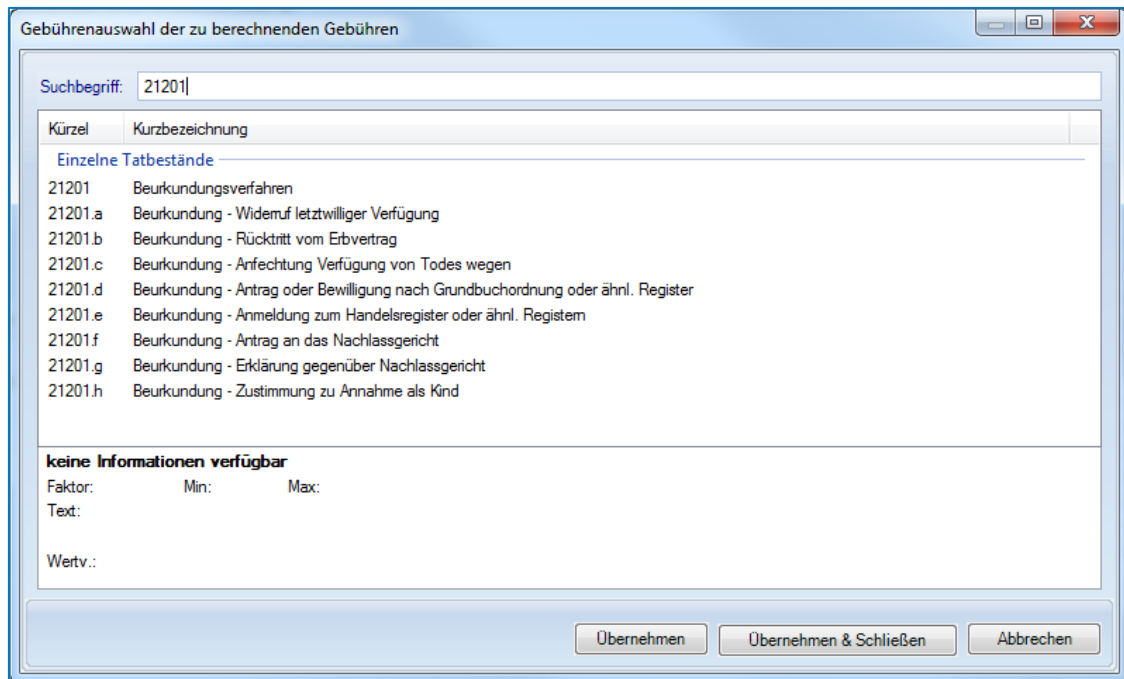 Gebührenauswahl der zu berechnenden Gebühren
Suchbegriff: 21201
Kürzel Kurzbezeichnung
Einzelne Tatbestände
21201 Beurkundungsverfahren
21201.a Beurkundung - Widerruf letztwilliger Verfügung
21201.b Beurkundung - Rücktritt vom Erbvertrag
21201.c Beurkundung - Anfechtung Verfügung von Todes wegen
21201.d Beurkundung - Antrag oder Bewilligung nach Grundbuchordnung oder ähnl. Register
21201.e Beurkundung - Anmeldung zum Handelsregister oder ähnl. Registern
21201.f Beurkundung - Antrag an das Nachlassgericht
21201.g Beurkundung - Erklärung gegenüber Nachlassgericht
21201.h Beurkundung - Zustimmung zu Annahme als Kind
keine Informationen verfügbar
Faktor: Min: Max:
Text:
Wertv.:
Übernehmen Übernehmen & Schließen Abbrechen